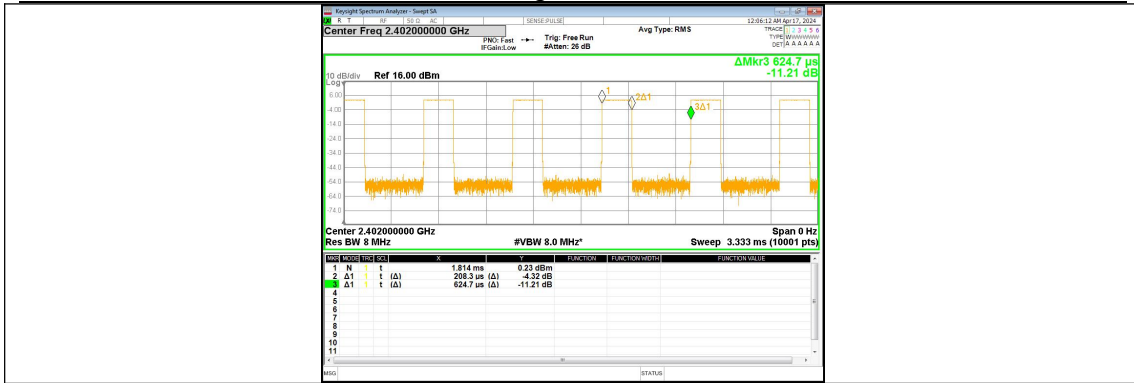 Keysight Spectrum Analyzer - Swept SA
R T RF 50 Ω AC SENSE:PULSE 12:06:12 AM Apr 17, 2024
Center Freq 2.402000000 GHz Avg Type: RMS TRACE 1 2 3 4 5 6
PNO: Fast Trig: Free Run TYPE WWWWWW
IFGain:Low #Atten: 26 dB DET A A A A A A
ΔMkr3 624.7 µs
10 dB/div Ref 16.00 dBm -11.21 dB
Log
6.00
-4.00
-14.0
-24.0
-34.0
-44.0
-54.0
-64.0
-74.0
1
2Δ1
3Δ1
Center 2.402000000 GHz Span 0 Hz
Res BW 8 MHz #VBW 8.0 MHz* Sweep 3.333 ms (10001 pts)
MKR MODE TRC SCL X Y FUNCTION FUNCTION WIDTH FUNCTION VALUE
1 N 1 t 1.814 ms 0.23 dBm
2 Δ1 1 t (Δ) 208.3 µs (Δ) -4.32 dB
3 Δ1 1 t (Δ) 624.7 µs (Δ) -11.21 dB
4
5
6
7
8
9
10
11
MSG STATUS